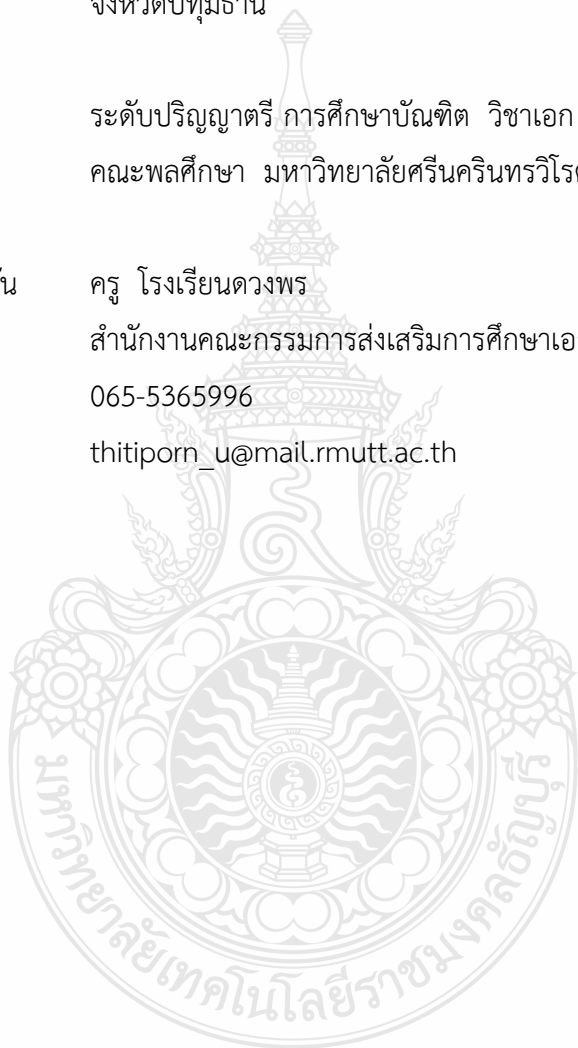 จังหวัดปทุมธานี
ระดับปริญญาตรี การศึกษาบัณฑิต วิชาเอก
คณะพลศึกษา มหาวิทยาลัยศรีนครินทรวิโรฒ
ครู โรงเรียนดวงพร
สำนักงานคณะกรรมการส่งเสริมการศึกษาเอ
065-5365996
thitiporn_u@mail.rmutt.ac.th
มหาวิทยาลัยเทคโนโลยีราชมงคลธัญบุรี